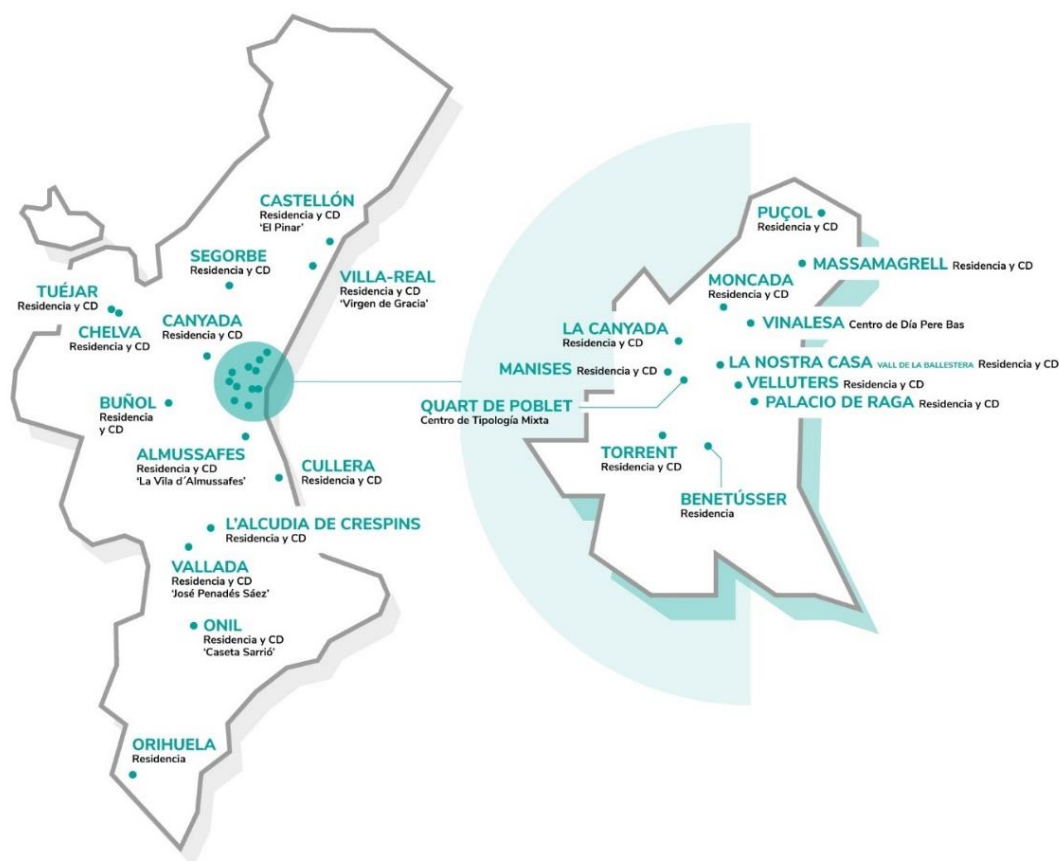 CASTELLÓN
Residencia y CD
'El Pinar'
SEGORBE
Residencia y CD
VILLA-REAL
Residencia y CD
'Virgen de Gracia'
TUÉJAR
Residencia y CD
CHELVA
Residencia y CD
CANYADA
Residencia y CD
BUÑOL
Residencia
y CD
ALMUSSAFES
Residencia y CD
'La Vila d´Almussafes'
CULLERA
Residencia y CD
L'ALCUDIA DE CRESPINS
Residencia y CD
VALLADA
Residencia y CD
'José Penadés Sáez'
ONIL
Residencia y CD
'Caseta Sarrió'
ORIHUELA
Residencia
PUÇOL
Residencia y CD
MASSAMAGRELL Residencia y CD
MONCADA
Residencia y CD
VINALESA Centro de Día Pere Bas
LA CANYADA
Residencia y CD
LA NOSTRA CASA VALL DE LA BALLESTERA Residencia y CD
MANISES Residencia y CD
VELLUTERS Residencia y CD
QUART DE POBLET
Centro de Tipología Mixta
PALACIO DE RAGA Residencia y CD
TORRENT
Residencia y CD
BENETÚSSER
Residencia